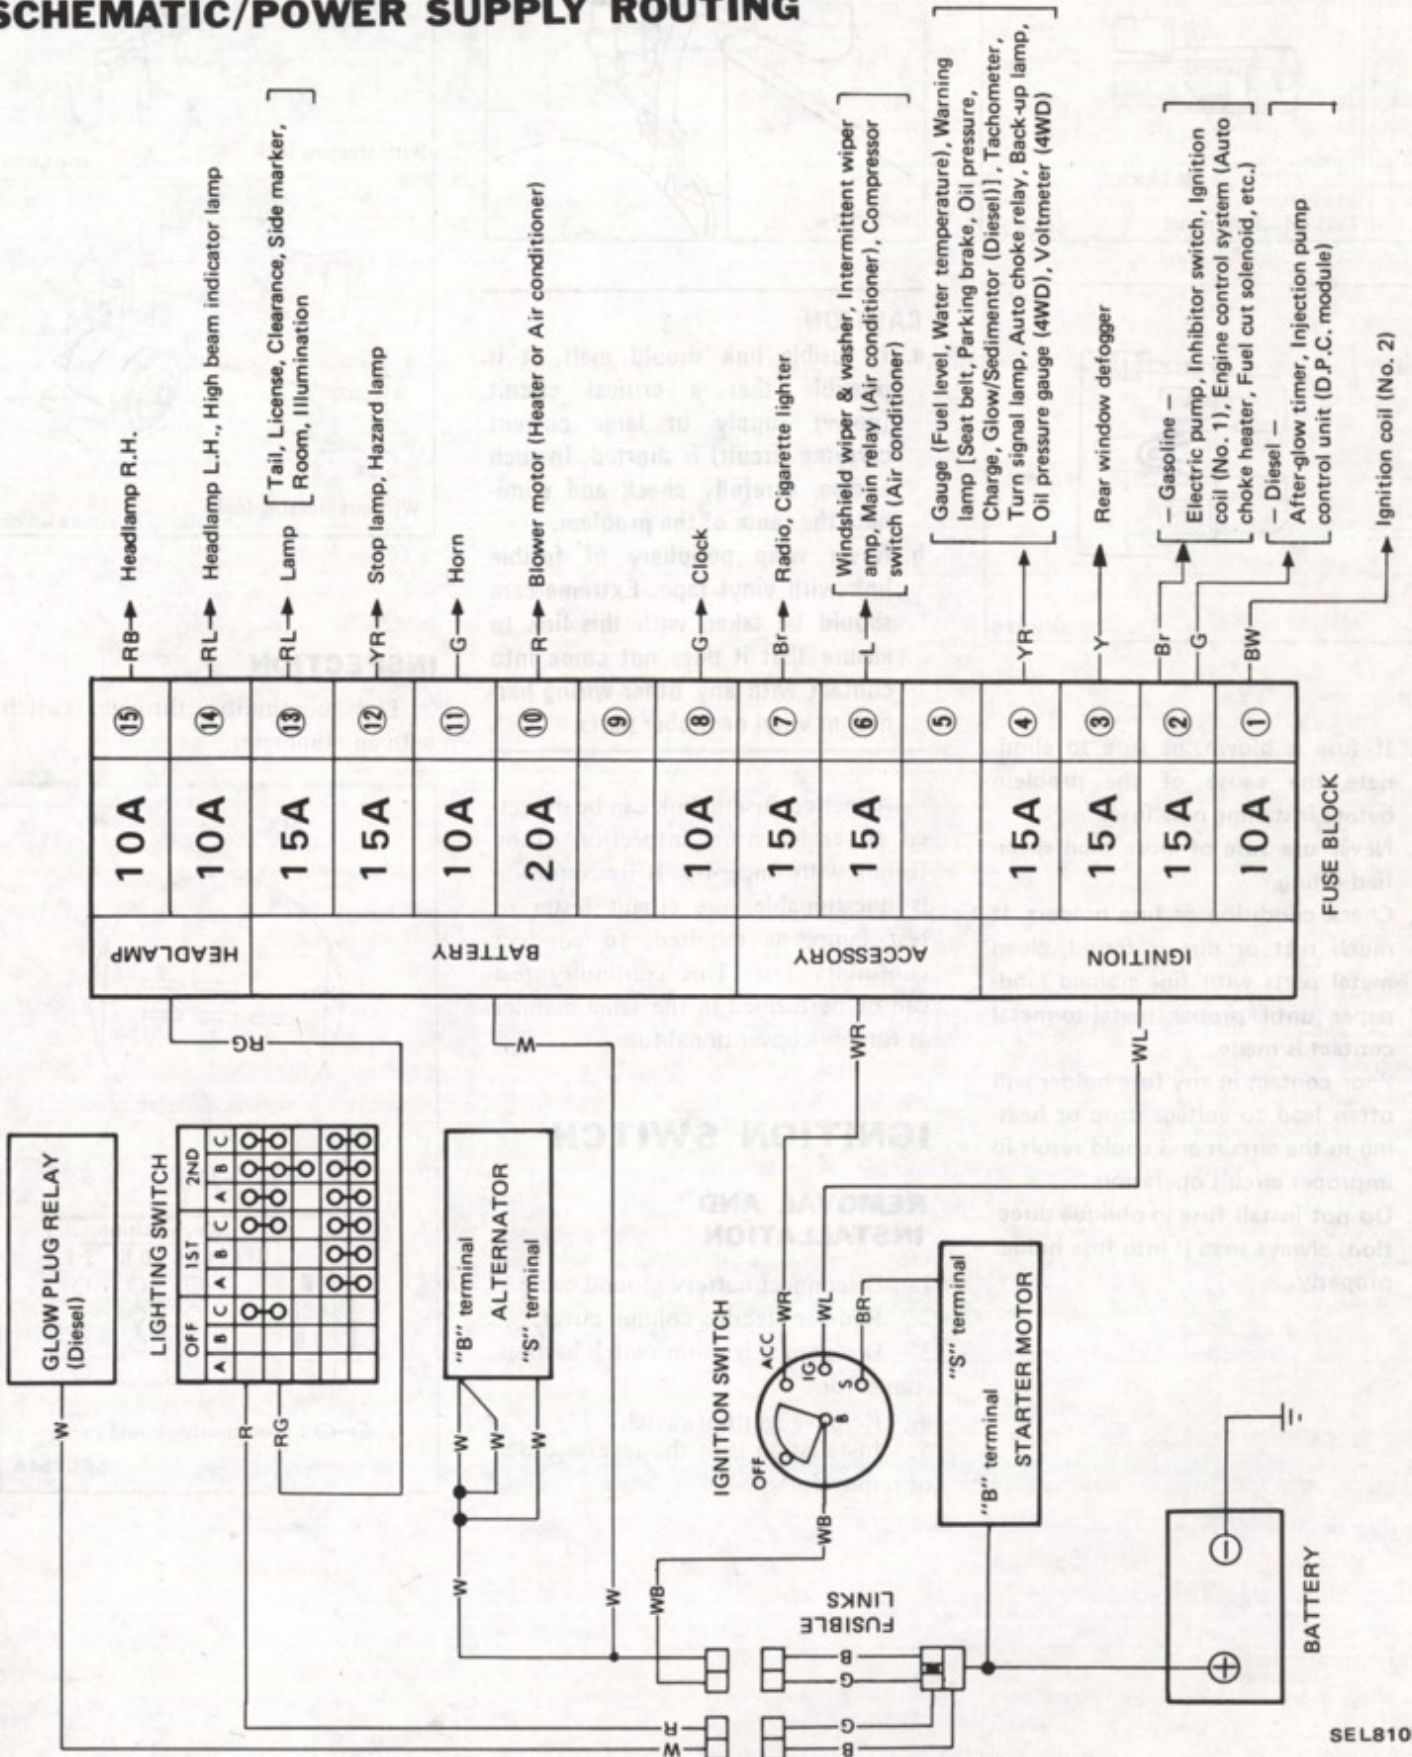 SCHEMATIC/POWER SUPPLY ROUTING
RB
Headlamp R.H.
RL
Headlamp L.H., High beam indicator lamp
RL
Lamp
Tail, License, Clearance, Side marker,
Room, Illumination
YR
Stop lamp, Hazard lamp
G
Horn
R
Blower motor (Heater or Air conditioner)
G
Clock
Br
Radio, Cigarette lighter
L
Windshield wiper & washer, Intermittent wiper
amp, Main relay (Air conditioner), Compressor
switch (Air conditioner)
YR
Gauge (Fuel level, Water temperature), Warning
lamp [Seat belt, Parking brake, Oil pressure,
Charge, Glow/Sedimentor (Diesel)], Tachometer,
Turn signal lamp, Auto choke relay, Back-up lamp,
Oil pressure gauge (4WD), Voltmeter (4WD)
Y
Rear window defogger
Br
— Gasoline —
Electric pump, Inhibitor switch, Ignition
coil (No. 1), Engine control system (Auto
choke heater, Fuel cut solenoid, etc.)
G
— Diesel —
After-glow timer, Injection pump
control unit (D.P.C. module)
BW
Ignition coil (No. 2)
10A 15
10A 14
15A 13
15A 12
10A 11
20A 10
9
10A 8
15A 7
15A 6
5
15A 4
15A 3
15A 2
10A 1
HEADLAMP
BATTERY
ACCESSORY
IGNITION
FUSE BLOCK
RG
W
WR
WL
GLOW PLUG RELAY
(Diesel)
W
LIGHTING SWITCH
OFF 1ST 2ND
A B C A B C A B C
R
RG
ALTERNATOR
"B" terminal
"S" terminal
W
W
W
W
W
IGNITION SWITCH
OFF
ACC
IG
S
B
WR
WL
BR
WB
WB
STARTER MOTOR
"S" terminal
"B" terminal
FUSIBLE
LINKS
B
G
G
B
R
W
BATTERY
+
−
SEL810
CAUTION
INSPECTION
IGNITION SWITCH
REMOVAL AND
INSTALLATION